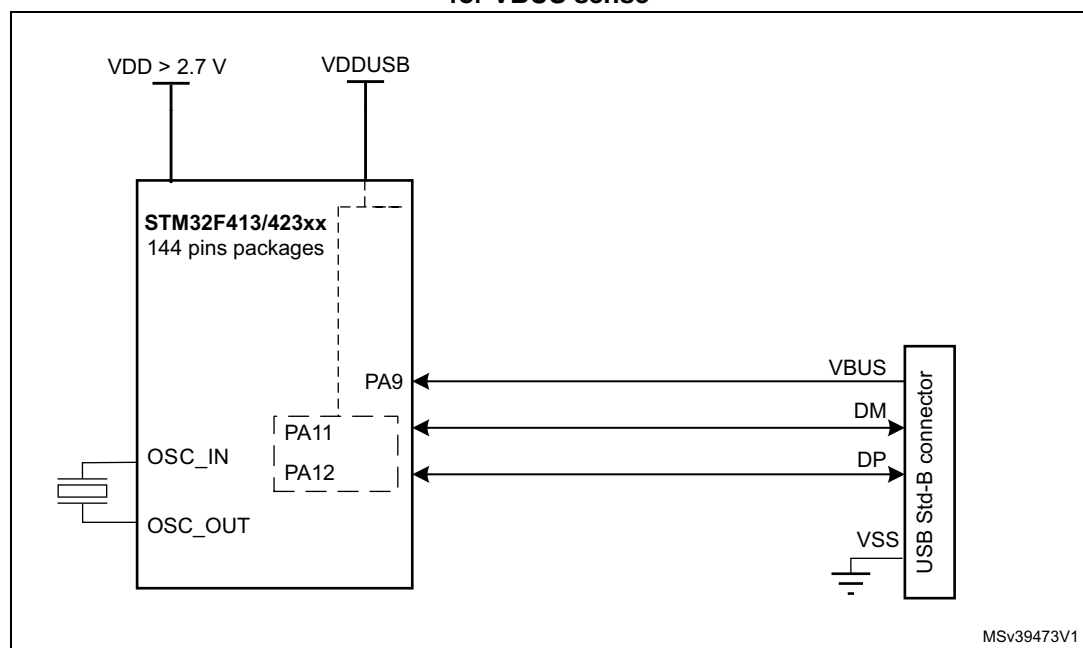 for VBUS sense
VDD > 2.7 V
VDDUSB
STM32F413/423xx
144 pins packages
PA9
VBUS
PA11
DM
PA12
DP
OSC_IN
OSC_OUT
VSS
USB Std-B connector
MSv39473V1